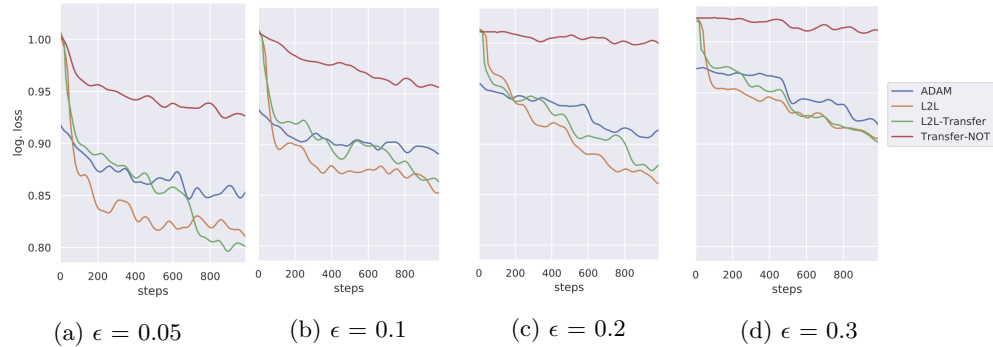 log. loss
1.00
0.95
0.90
0.85
0.80
0 200 400 600 800
steps
0 200 400 600 800
steps
0 200 400 600 800
steps
0 200 400 600 800
steps
ADAM
L2L
L2L-Transfer
Transfer-NOT
(a) ϵ = 0.05
(b) ϵ = 0.1
(c) ϵ = 0.2
(d) ϵ = 0.3